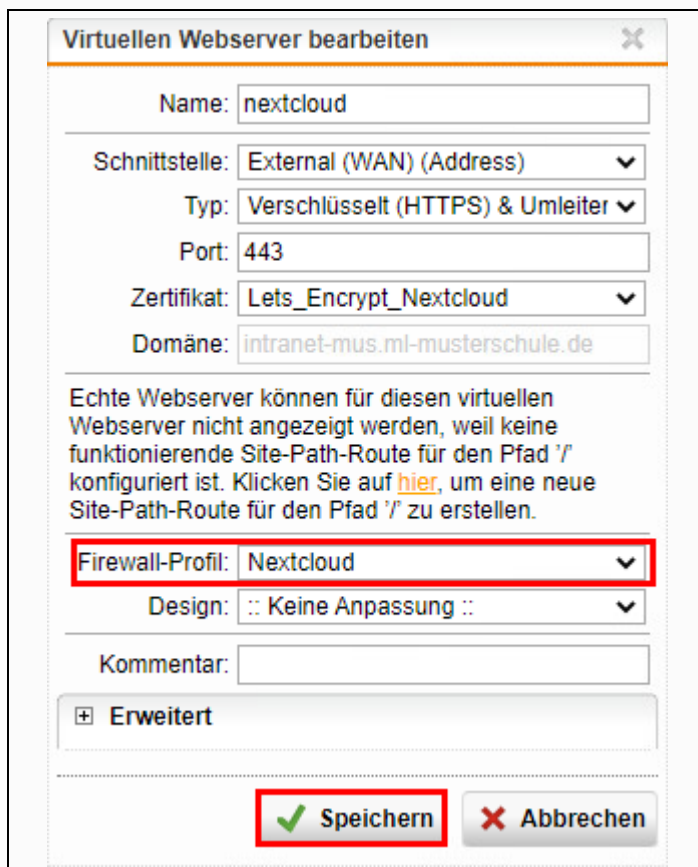 Virtuellen Webserver bearbeiten
Name: nextcloud
Schnittstelle: External (WAN) (Address)
Typ: Verschlüsselt (HTTPS) & Umleiter
Port: 443
Zertifikat: Lets_Encrypt_Nextcloud
Domäne: intranet-mus.ml-musterschule.de
Echte Webserver können für diesen virtuellen
Webserver nicht angezeigt werden, weil keine
funktionierende Site-Path-Route für den Pfad '/'
konfiguriert ist. Klicken Sie auf hier, um eine neue
Site-Path-Route für den Pfad '/' zu erstellen.
Firewall-Profil: Nextcloud
Design: :: Keine Anpassung ::
Kommentar:
Erweitert
Speichern Abbrechen